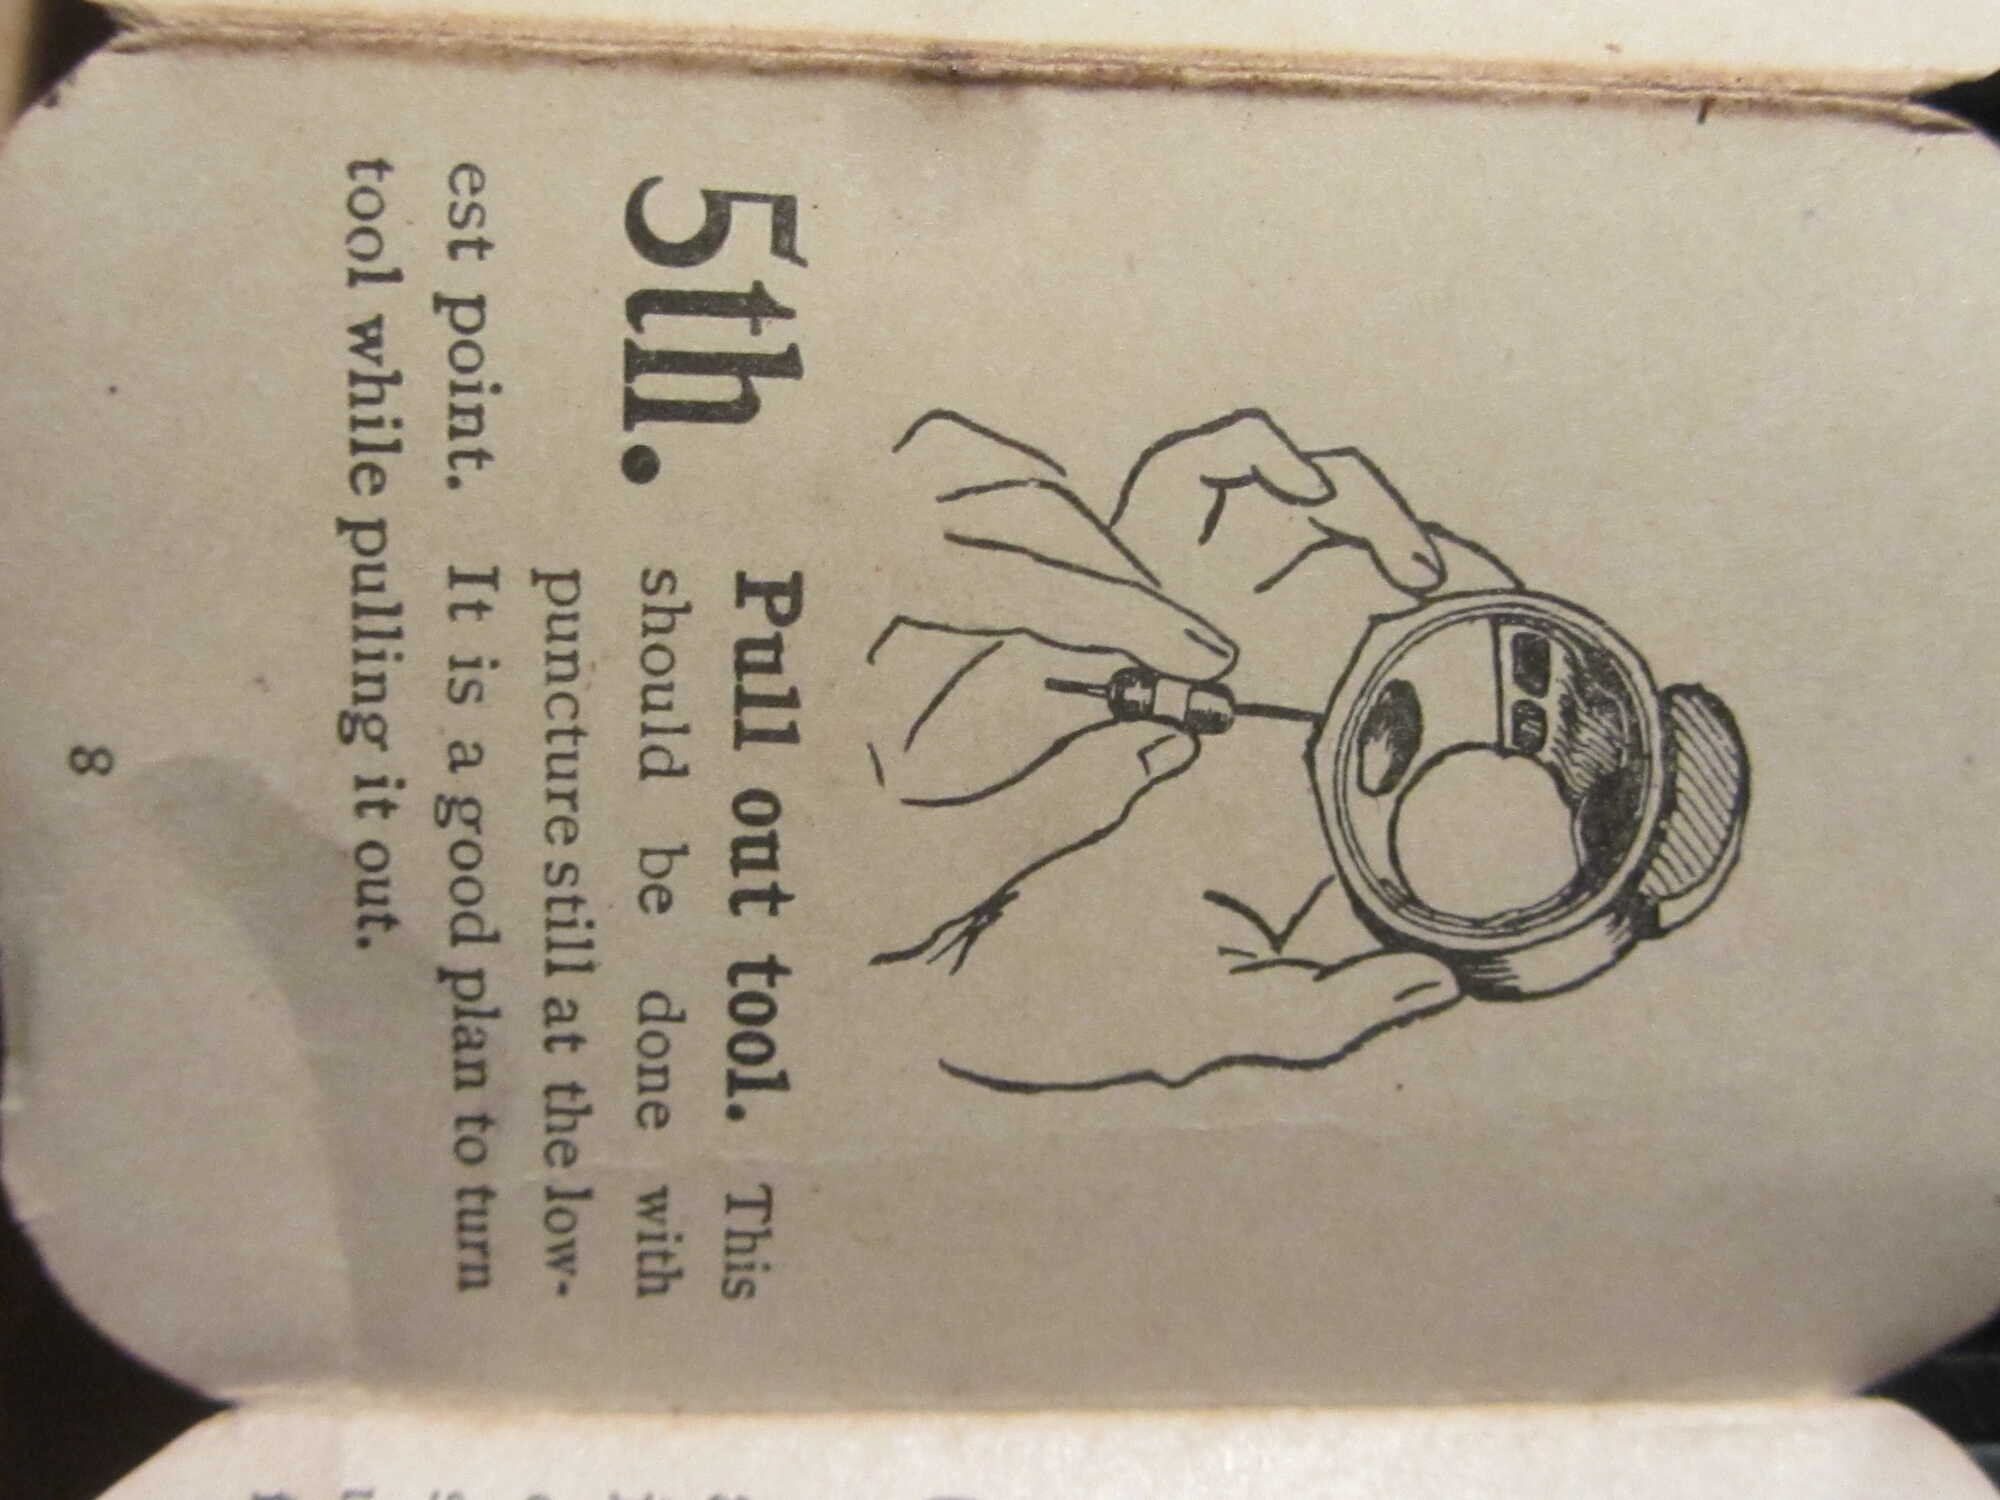 5th. Pull out tool. This
should be done with
puncture still at the low-
est point. It is a good plan to turn
tool while pulling it out.
8